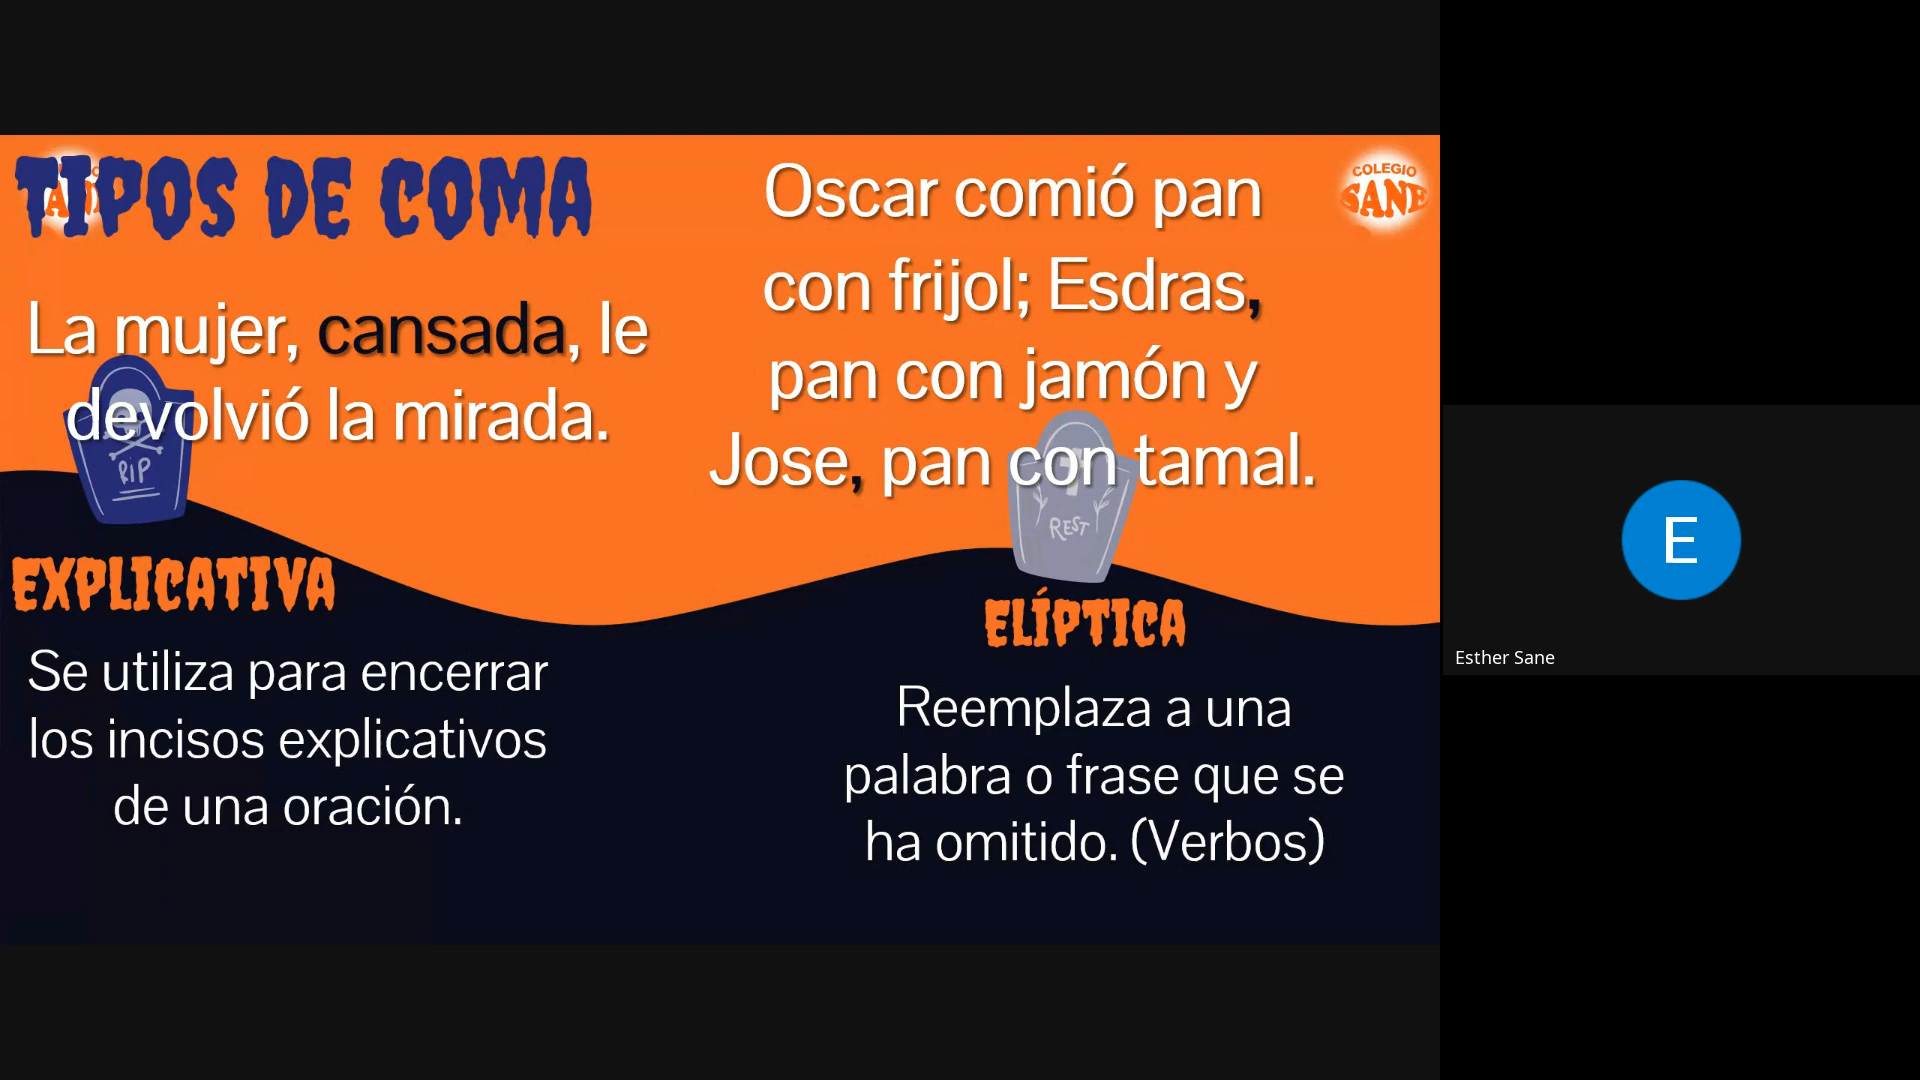 TIPOS DE COMA
La mujer, cansada, le
devolvió la mirada.
RIP
EXPLICATIVA
Se utiliza para encerrar
los incisos explicativos
de una oración.
Oscar comió pan
con frijol; Esdras,
pan con jamón y
Jose, pan con tamal.
REST
ELÍPTICA
Reemplaza a una
palabra o frase que se
ha omitido. (Verbos)
COLEGIO
SANE
E
Esther Sane